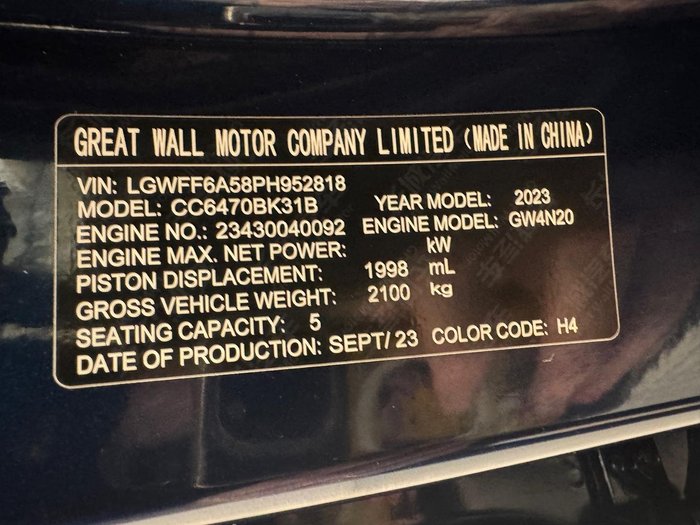 GREAT WALL MOTOR COMPANY LIMITED (MADE IN CHINA)
VIN: LGWFF6A58PH952818
MODEL: CC6470BK31B YEAR MODEL: 2023
ENGINE NO.: 23430040092 ENGINE MODEL: GW4N20
ENGINE MAX. NET POWER: kW
PISTON DISPLACEMENT: 1998 mL
GROSS VEHICLE WEIGHT: 2100 kg
SEATING CAPACITY: 5
DATE OF PRODUCTION: SEPT/ 23 COLOR CODE: H4